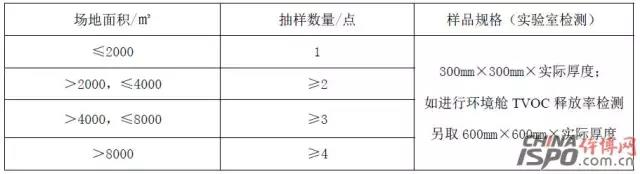 场地面积/㎡ 抽样数量/点 样品规格（实验室检测）
≤2000 1
>2000，≤4000 ≥2
>4000，≤8000 ≥3
>8000 ≥4
300mm×300mm×实际厚度；
如进行环境舱 TVOC 释放率检测
另取 600mm×600mm×实际厚度
CHINA
ISPO
仟博网